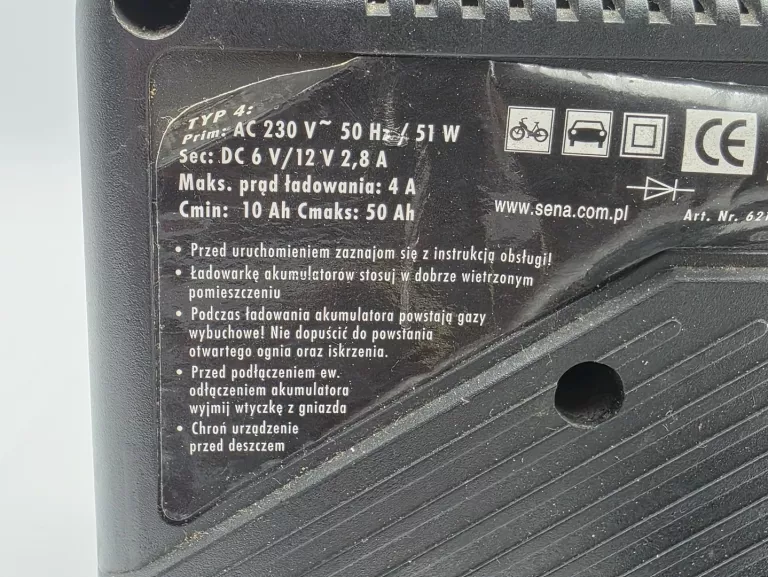 TYP 4:
Prim: AC 230 V~ 50 Hz / 51 W
Sec: DC 6 V/12 V 2,8 A
Maks. prąd ładowania: 4 A
Cmin: 10 Ah Cmaks: 50 Ah
CE
www.sena.com.pl
Art. Nr. 621
• Przed uruchomieniem zaznajom się z instrukcją obsługi!
• Ładowarkę akumulatorów stosuj w dobrze wietrzonym
pomieszczeniu
• Podczas ładowania akumulatora powstają gazy
wybuchowe! Nie dopuścić do powstania
otwartego ognia oraz iskrzenia.
• Przed podłączeniem ew.
odłączeniem akumulatora
wyjmij wtyczkę z gniazda
• Chroń urządzenie
przed deszczem